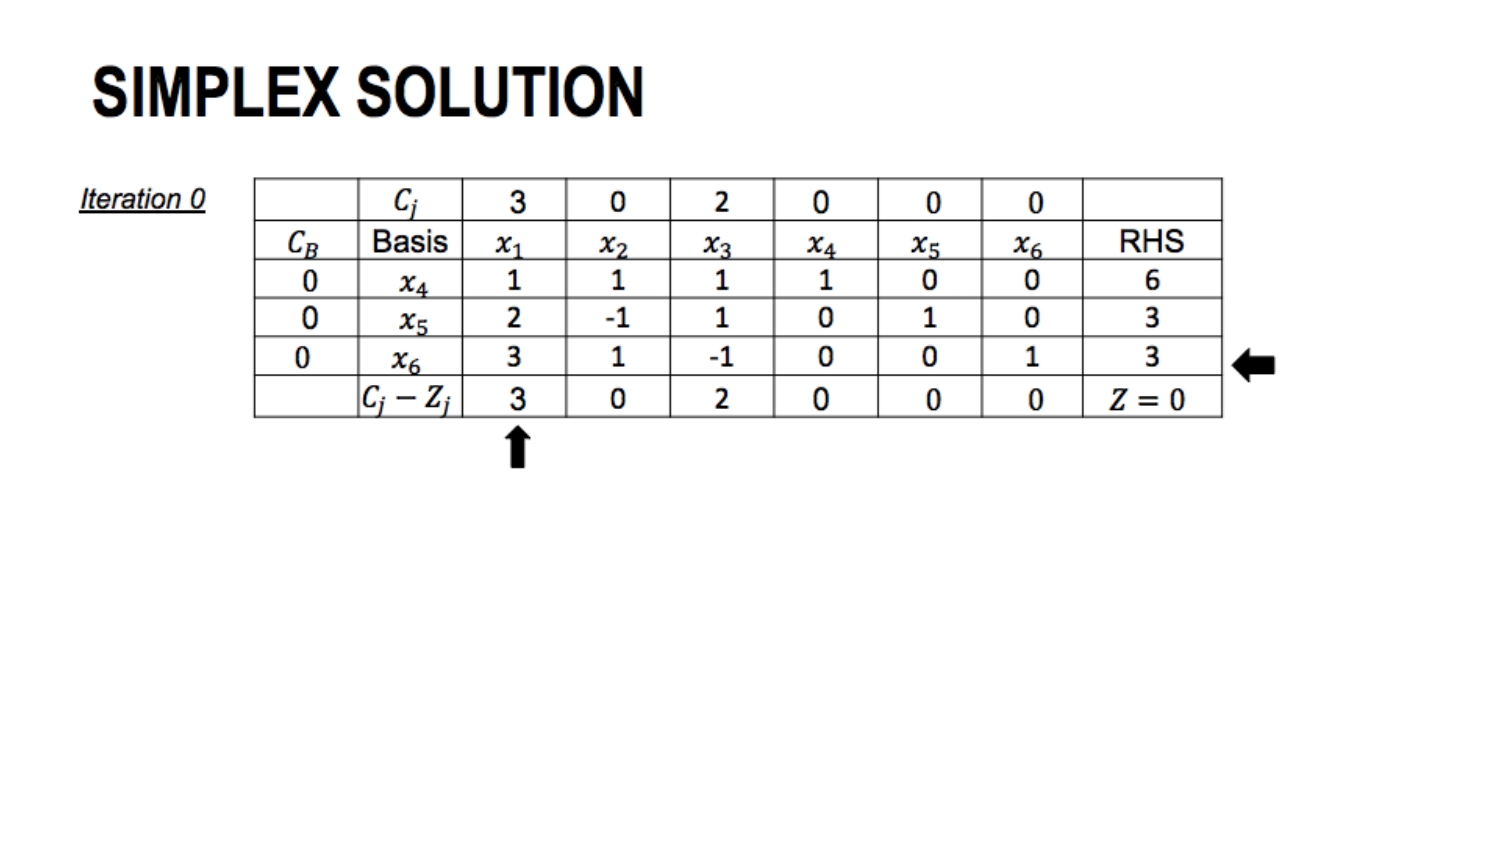 SIMPLEX SOLUTION
Iteration 0
C_j 3 0 2 0 0 0
C_B Basis x_1 x_2 x_3 x_4 x_5 x_6 RHS
0 x_4 1 1 1 1 0 0 6
0 x_5 2 -1 1 0 1 0 3
0 x_6 3 1 -1 0 0 1 3
C_j − Z_j 3 0 2 0 0 0 Z = 0